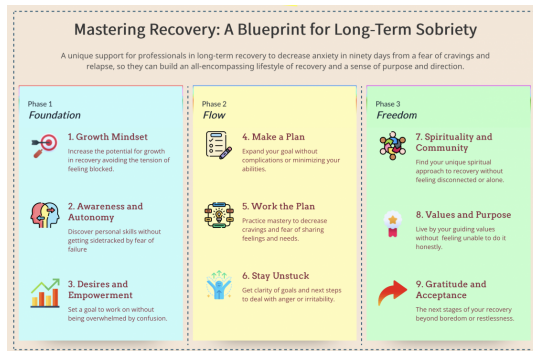 Mastering Recovery: A Blueprint for Long-Term Sobriety
A unique support for professionals in long-term recovery to decrease anxiety in ninety days from a fear of cravings and
relapse, so they can build an all-encompassing lifestyle of recovery and a sense of purpose and direction.
Phase 1
Foundation
1. Growth Mindset
Increase the potential for growth
in recovery avoiding the tension of
feeling blocked.
2. Awareness and
Autonomy
Discover personal skills without
getting sidetracked by fear of
failure
3. Desires and
Empowerment
Set a goal to work on without
being overwhelmed by confusion.
Phase 2
Flow
4. Make a Plan
Expand your goal without
complications or minimizing your
abilities.
5. Work the Plan
Practice mastery to decrease
cravings and fear of sharing
feelings and needs.
6. Stay Unstuck
Get clarity of goals and next steps
to deal with anger or irritability.
Phase 3
Freedom
7. Spirituality and
Community
Find your unique spiritual
approach to recovery without
feeling disconnected or alone.
8. Values and Purpose
Live by your guiding values
without feeling unable to do it
honestly.
9. Gratitude and
Acceptance
The next stages of your recovery
beyond boredom or restlessness.